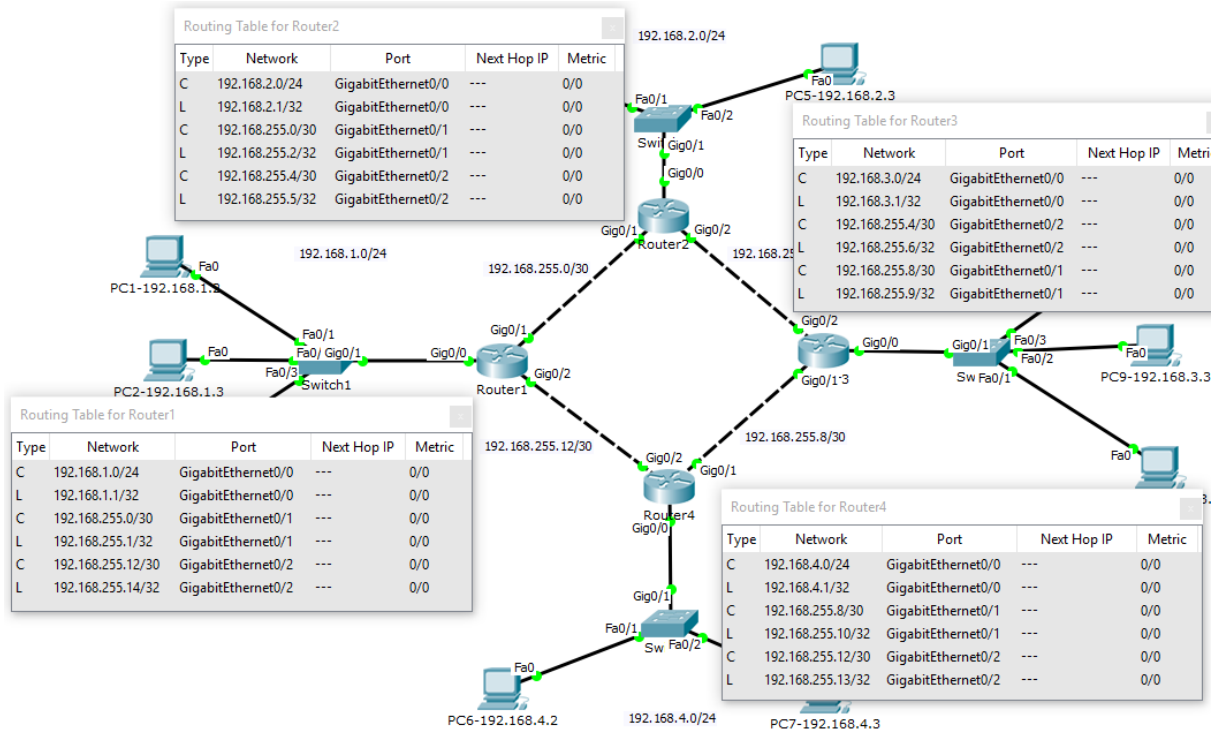 Routing Table for Router2
Type Network Port Next Hop IP Metric
C 192.168.2.0/24 GigabitEthernet0/0 --- 0/0
L 192.168.2.1/32 GigabitEthernet0/0 --- 0/0
C 192.168.255.0/30 GigabitEthernet0/1 --- 0/0
L 192.168.255.2/32 GigabitEthernet0/1 --- 0/0
C 192.168.255.4/30 GigabitEthernet0/2 --- 0/0
L 192.168.255.5/32 GigabitEthernet0/2 --- 0/0
192.168.2.0/24
Fa0
PC5-192.168.2.3
Fa0/1
Fa0/2
Gig0/1
Gig0/0
Gig0/1
Gig0/2
Router2
Routing Table for Router3
Type Network Port Next Hop IP
C 192.168.3.0/24 GigabitEthernet0/0 --- 0/0
L 192.168.3.1/32 GigabitEthernet0/0 --- 0/0
C 192.168.255.4/30 GigabitEthernet0/2 --- 0/0
L 192.168.255.6/32 GigabitEthernet0/2 --- 0/0
C 192.168.255.8/30 GigabitEthernet0/1 --- 0/0
L 192.168.255.9/32 GigabitEthernet0/1 --- 0/0
192.168.1.0/24
192.168.255.0/30
Fa0
PC1-192.168.1.2
Fa0/1
Fa0/ Gig0/1
Fa0
Fa0/3
Switch1
PC2-192.168.1.3
Gig0/0
Gig0/1
Gig0/2
Router1
Gig0/2
Gig0/0
Gig0/1
Gig0/1
Fa0/3
Fa0/2
Fa0/1
Fa0
PC9-192.168.3.3
Fa0
192.168.255.12/30
192.168.255.8/30
Routing Table for Router1
Type Network Port Next Hop IP Metric
C 192.168.1.0/24 GigabitEthernet0/0 --- 0/0
L 192.168.1.1/32 GigabitEthernet0/0 --- 0/0
C 192.168.255.0/30 GigabitEthernet0/1 --- 0/0
L 192.168.255.1/32 GigabitEthernet0/1 --- 0/0
C 192.168.255.12/30 GigabitEthernet0/2 --- 0/0
L 192.168.255.14/32 GigabitEthernet0/2 --- 0/0
Gig0/2
Gig0/1
Router4
Gig0/0
Routing Table for Router4
Type Network Port Next Hop IP Metric
C 192.168.4.0/24 GigabitEthernet0/0 --- 0/0
L 192.168.4.1/32 GigabitEthernet0/0 --- 0/0
C 192.168.255.8/30 GigabitEthernet0/1 --- 0/0
L 192.168.255.10/32 GigabitEthernet0/1 --- 0/0
C 192.168.255.12/30 GigabitEthernet0/2 --- 0/0
L 192.168.255.13/32 GigabitEthernet0/2 --- 0/0
Gig0/1
Fa0/1
Sw Fa0/2
Fa0
PC6-192.168.4.2
192.168.4.0/24
PC7-192.168.4.3